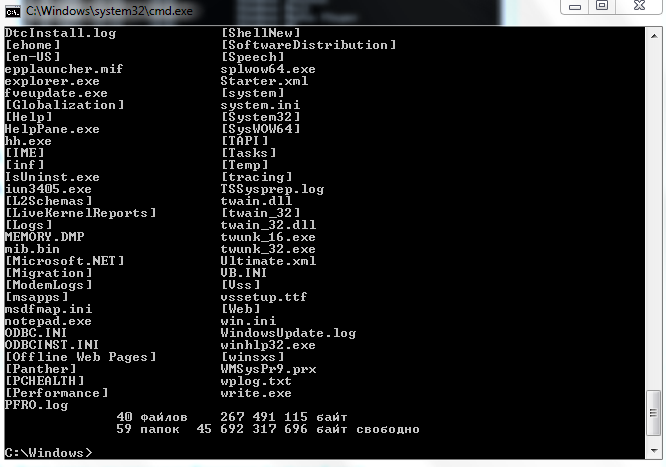 C:\Windows\system32\cmd.exe
DtcInstall.log [ShellNew]
[ehome] [SoftwareDistribution]
[en-US] [Speech]
epplauncher.mif splwow64.exe
explorer.exe Starter.xml
fveupdate.exe [system]
[Globalization] system.ini
[Help] [System32]
HelpPane.exe [SysWOW64]
hh.exe [TAPI]
[IME] [Tasks]
[inf] [Temp]
IsUninst.exe [tracing]
iun3405.exe TSSysprep.log
[L2Schemas] twain.dll
[LiveKernelReports] [twain_32]
[Logs] twain_32.dll
MEMORY.DMP twunk_16.exe
mib.bin twunk_32.exe
[Microsoft.NET] Ultimate.xml
[Migration] VB.INI
[ModemLogs] [Vss]
[msapps] vssetup.ttf
msdfmap.ini [Web]
notepad.exe win.ini
ODBC.INI WindowsUpdate.log
ODBCINST.INI winhlp32.exe
[Offline Web Pages] [winsxs]
[Panther] WMSysPr9.prx
[PCHEALTH] wplog.txt
[Performance] write.exe
PFRO.log
40 файлов 267 491 115 байт
59 папок 45 692 317 696 байт свободно
C:\Windows>